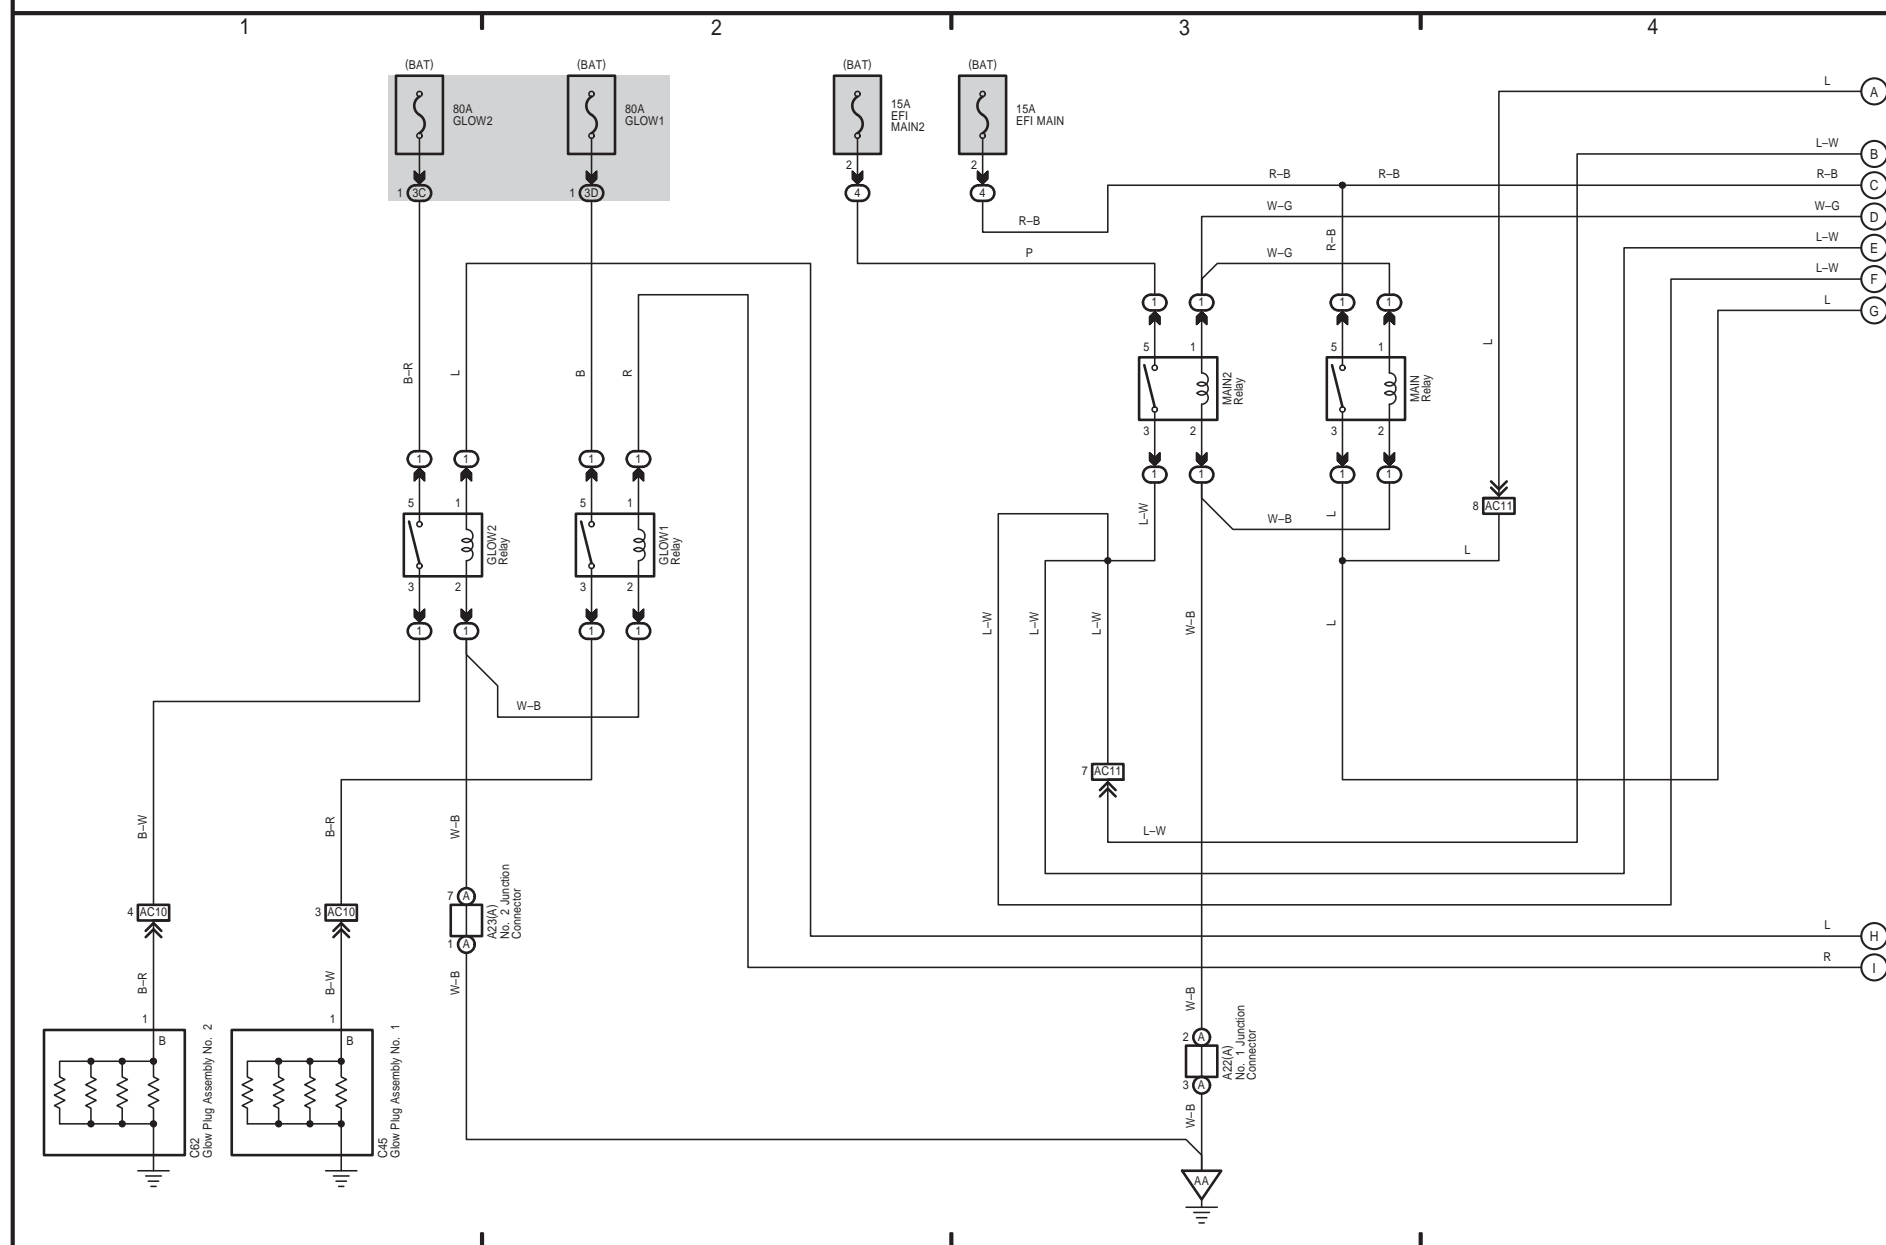 1
2
3
4
(BAT)
(BAT)
(BAT)
(BAT)
80A
GLOW2
80A
GLOW1
15A
EFI
MAIN2
15A
EFI MAIN
L
A
L–W
B
R–B
R–B
R–B
C
W–G
W–G
D
L–W
E
L–W
F
L
G
2
2
1
3C
1
3D
4
4
R–B
P
R–B
W–G
1
1
1
1
5
1
5
1
MAIN2
Relay
MAIN
Relay
L
B–R
L
B
R
3
2
3
2
1
1
1
1
1
1
1
1
5
1
5
1
GLOW2
Relay
GLOW1
Relay
3
2
3
2
1
1
1
1
L–W
W–B
L
8
AC11
L
L–W
L–W
L–W
W–B
L
W–B
7
AC11
L–W
B–W
B–R
W–B
4
AC10
3
AC10
7
A
A23(A)
No. 2 Junction
Connector
1
A
L
H
R
I
B–R
B–W
W–B
W–B
1
B
1
B
2
A
A22(A)
No. 1 Junction
Connector
3
A
W–B
C62
Glow Plug Assembly No. 2
C45
Glow Plug Assembly No. 1
AA